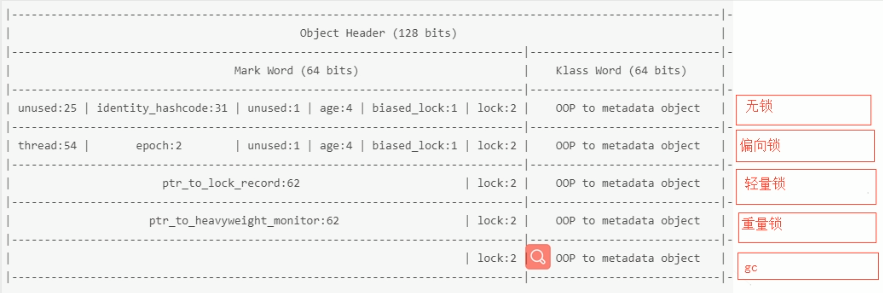 |------------------------------------------------------------------------------------------------------------|-
|                                            Object Header (128 bits)                                        |
|------------------------------------------------------------------------------|-----------------------------|-
|                                  Mark Word (64 bits)                         |    Klass Word (64 bits)     |
|------------------------------------------------------------------------------|-----------------------------|-
| unused:25 | identity_hashcode:31 | unused:1 | age:4 | biased_lock:1 | lock:2 |    OOP to metadata object   | 无锁
|------------------------------------------------------------------------------|-----------------------------|-
| thread:54 |       epoch:2        | unused:1 | age:4 | biased_lock:1 | lock:2 |    OOP to metadata object   | 偏向锁
|------------------------------------------------------------------------------|-----------------------------|-
|                       ptr_to_lock_record:62                         | lock:2 |    OOP to metadata object   | 轻量锁
|------------------------------------------------------------------------------|-----------------------------|-
|                     ptr_to_heavyweight_monitor:62                   | lock:2 |    OOP to metadata object   | 重量锁
|------------------------------------------------------------------------------|-----------------------------|-
|                                                                     | lock:2 |    OOP to metadata object   | gc
|------------------------------------------------------------------------------|-----------------------------|-